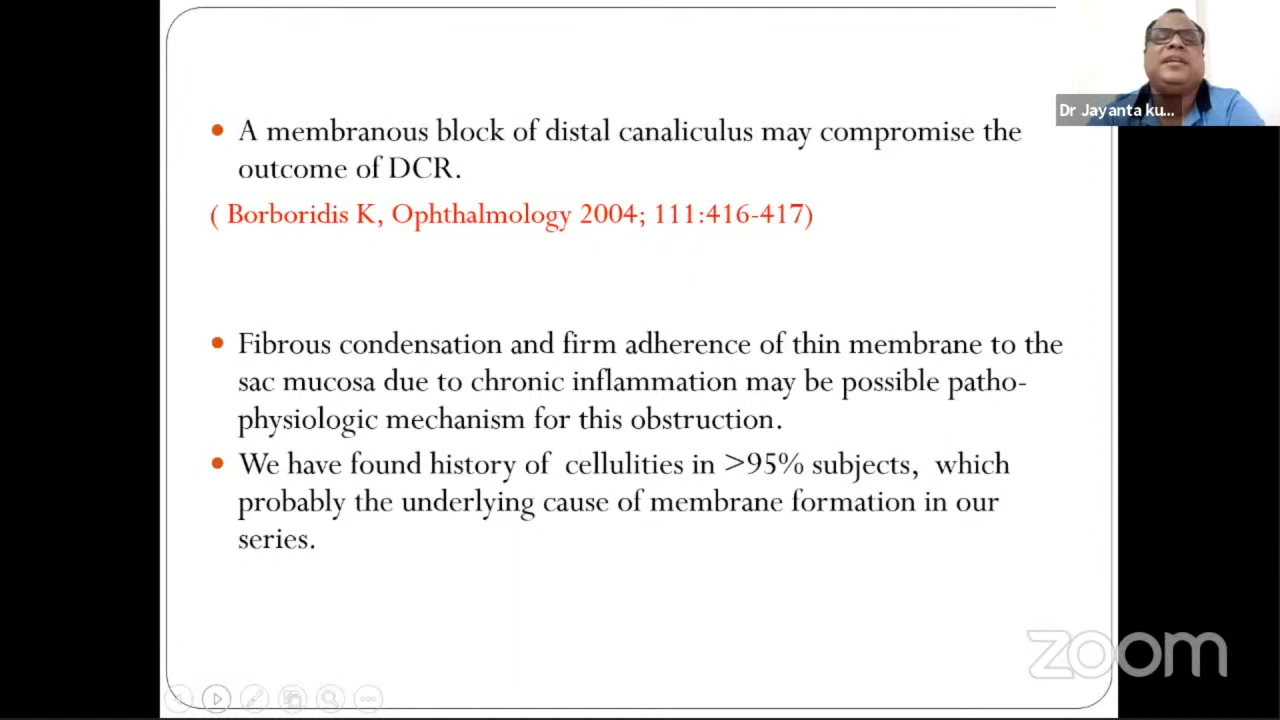 Dr Jayanta ku...
• A membranous block of distal canaliculus may compromise the
outcome of DCR.
( Borboridis K, Ophthalmology 2004; 111:416-417)
• Fibrous condensation and firm adherence of thin membrane to the
sac mucosa due to chronic inflammation may be possible patho-
physiologic mechanism for this obstruction.
• We have found history of cellulities in >95% subjects, which
probably the underlying cause of membrane formation in our
series.
zoom